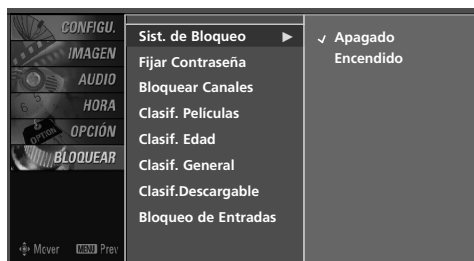 CONFIGU.
IMAGEN
AUDIO
HORA
OPCIÓN
BLOQUEAR
Mover MENU Prev
Sist. de Bloqueo ▶
Fijar Contraseña
Bloquear Canales
Clasif. Películas
Clasif. Edad
Clasif. General
Clasif.Descargable
Bloqueo de Entradas
✓ Apagado
Encendido